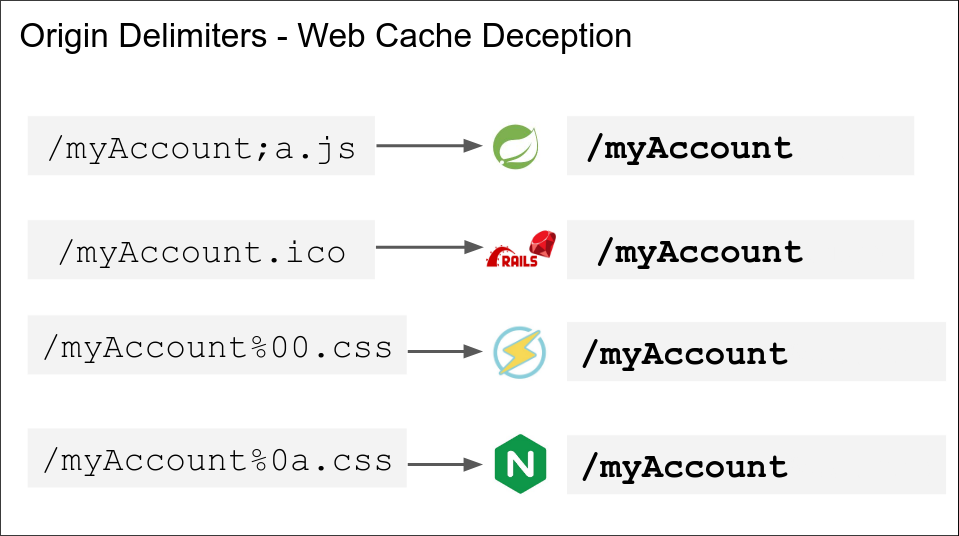 Origin Delimiters - Web Cache Deception
/myAccount;a.js /myAccount
/myAccount.ico RAILS /myAccount
/myAccount%00.css /myAccount
/myAccount%0a.css N /myAccount